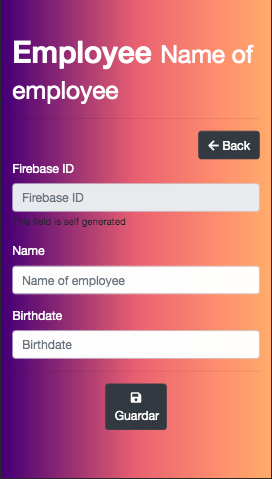 Employee Name of
employee
Back
Firebase ID
Firebase ID
This field is self generated
Name
Name of employee
Birthdate
Birthdate
Guardar